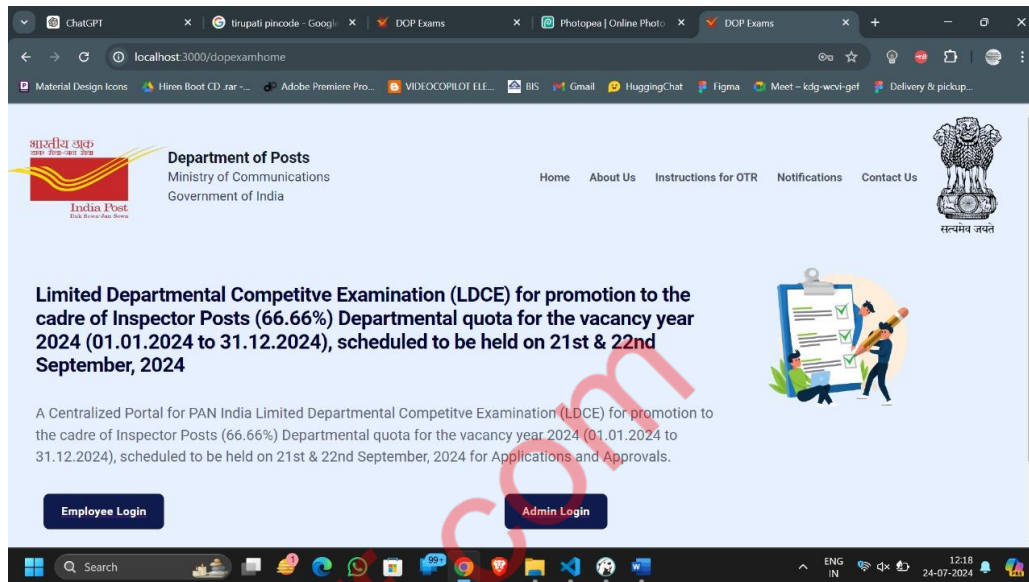 ChatGPT
tirupati pincode - Google
DOP Exams
Photopea | Online Photo
DOP Exams
localhost:3000/dopexamhome
Material Design Icons
Hiren Boot CD .rar -...
Adobe Premiere Pro...
VIDEOCOPILOT ELE...
BIS
Gmail
HuggingChat
Figma
Meet – kdg-wcvi-gef
Delivery & pickup...
भारतीय डाक
डाक सेवा-जन सेवा
India Post
Dak Sewa-Jan Sewa
Department of Posts
Ministry of Communications
Government of India
Home About Us Instructions for OTR Notifications Contact Us
सत्यमेव जयते
Limited Departmental Competitve Examination (LDCE) for promotion to the
cadre of Inspector Posts (66.66%) Departmental quota for the vacancy year
2024 (01.01.2024 to 31.12.2024), scheduled to be held on 21st & 22nd
September, 2024
A Centralized Portal for PAN India Limited Departmental Competitve Examination (LDCE) for promotion to
the cadre of Inspector Posts (66.66%) Departmental quota for the vacancy year 2024 (01.01.2024 to
31.12.2024), scheduled to be held on 21st & 22nd September, 2024 for Applications and Approvals.
Employee Login
Admin Login
com
Search
99+
ENG
IN
12:18
24-07-2024